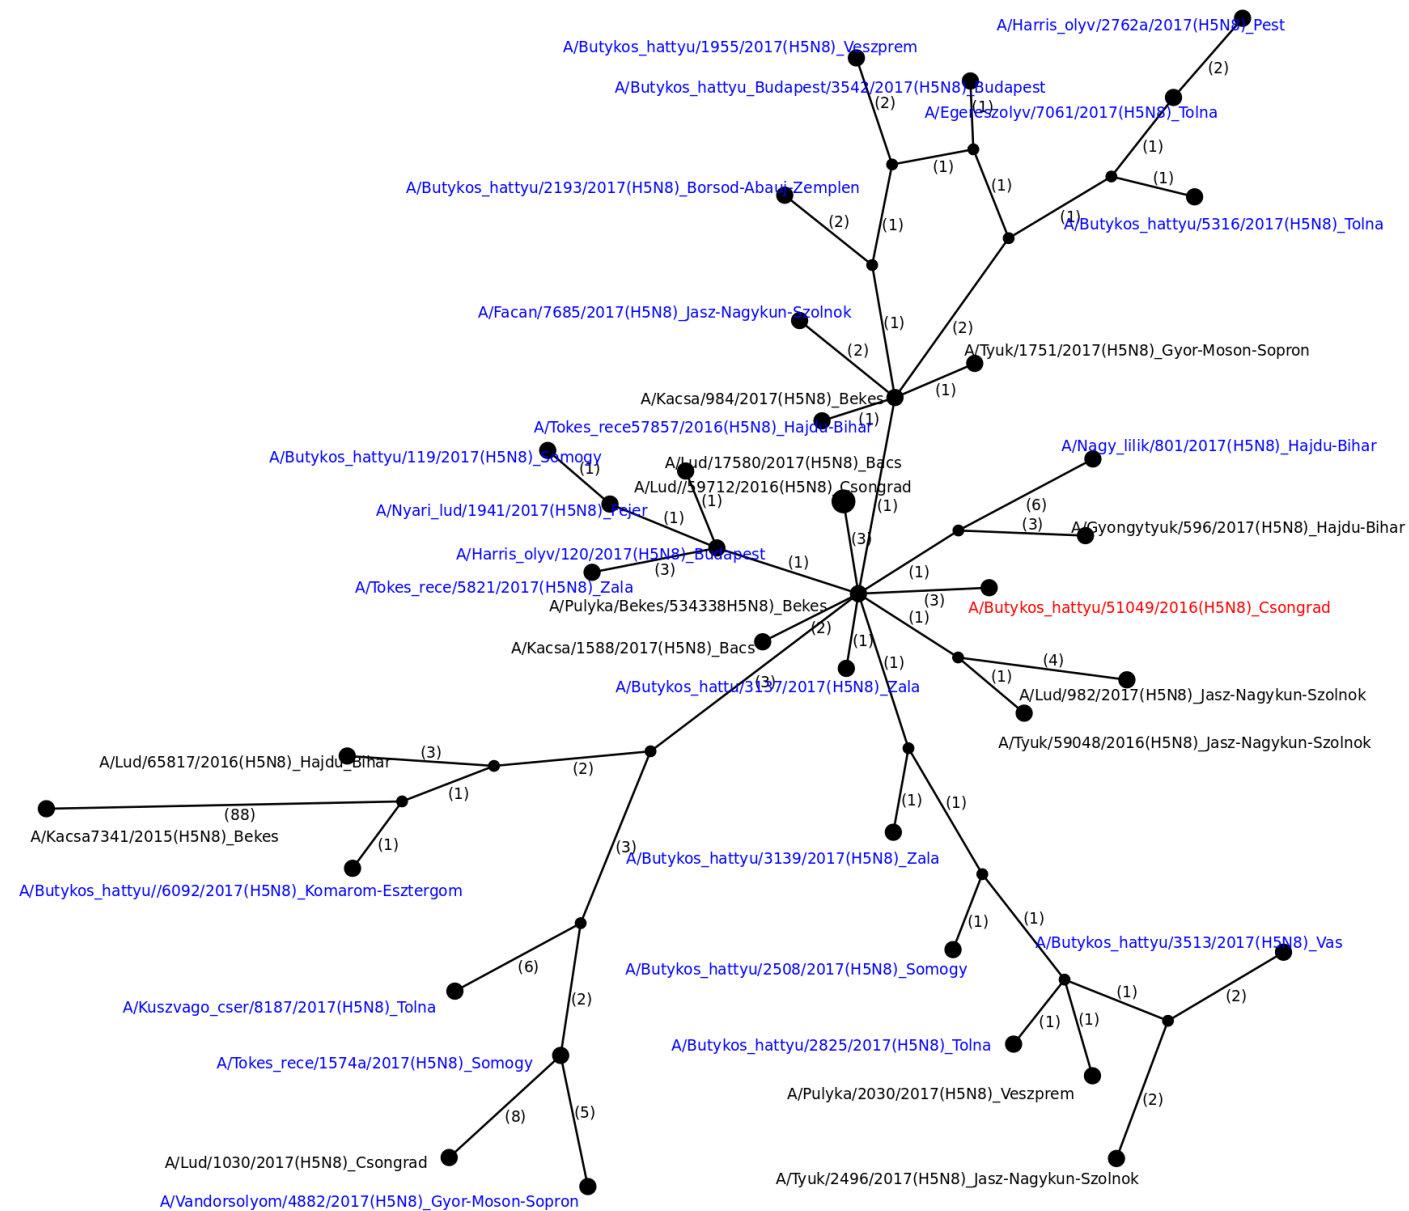 A/Harris_olyv/2762a/2017(H5N8)_Pest
A/Butykos_hattyu/1955/2017(H5N8)_Veszprem
(2)
A/Butykos_hattyu_Budapest/3542/2017(H5N8)_Budapest
(2)
(1)
A/Egereszolyv/7061/2017(H5N8)_Tolna
(1)
(1)
(1)
(1)
A/Butykos_hattyu/2193/2017(H5N8)_Borsod-Abauj-Zemplen
(2)
(1)
(1)
A/Butykos_hattyu/5316/2017(H5N8)_Tolna
A/Facan/7685/2017(H5N8)_Jasz-Nagykun-Szolnok
(1)
(2)
(2)
A/Tyuk/1751/2017(H5N8)_Gyor-Moson-Sopron
(1)
A/Kacsa/984/2017(H5N8)_Bekes
(1)
A/Tokes_rece57857/2016(H5N8)_Hajdu-Bihar
A/Nagy_lilik/801/2017(H5N8)_Hajdu-Bihar
A/Butykos_hattyu/119/2017(H5N8)_Somogy
(1)
A/Lud/17580/2017(H5N8)_Bacs
A/Lud//59712/2016(H5N8)_Csongrad
(1)
(1)
(6)
A/Nyari_lud/1941/2017(H5N8)_Fejer
(1)
(3)
A/Gyongytyuk/596/2017(H5N8)_Hajdu-Bihar
(3)
A/Harris_olyv/120/2017(H5N8)_Budapest
(1)
(3)
(1)
A/Tokes_rece/5821/2017(H5N8)_Zala
(3)
A/Pulyka/Bekes/534338H5N8)_Bekes
A/Butykos_hattyu/51049/2016(H5N8)_Csongrad
(1)
(2)
A/Kacsa/1588/2017(H5N8)_Bacs
(1)
(1)
(4)
(1)
(3)
A/Butykos_hattu/3137/2017(H5N8)_Zala
A/Lud/982/2017(H5N8)_Jasz-Nagykun-Szolnok
A/Tyuk/59048/2016(H5N8)_Jasz-Nagykun-Szolnok
(3)
A/Lud/65817/2016(H5N8)_Hajdu_Bihar
(2)
(1)
(1)
(1)
(88)
A/Kacsa7341/2015(H5N8)_Bekes
(1)
(3)
A/Butykos_hattyu/3139/2017(H5N8)_Zala
A/Butykos_hattyu//6092/2017(H5N8)_Komarom-Esztergom
(1)
(1)
A/Butykos_hattyu/3513/2017(H5N8)_Vas
(6)
A/Butykos_hattyu/2508/2017(H5N8)_Somogy
(1)
(2)
(2)
A/Kuszvago_cser/8187/2017(H5N8)_Tolna
(1)
(1)
A/Butykos_hattyu/2825/2017(H5N8)_Tolna
A/Tokes_rece/1574a/2017(H5N8)_Somogy
A/Pulyka/2030/2017(H5N8)_Veszprem
(2)
(8)
(5)
A/Lud/1030/2017(H5N8)_Csongrad
A/Tyuk/2496/2017(H5N8)_Jasz-Nagykun-Szolnok
A/Vandorsolyom/4882/2017(H5N8)_Gyor-Moson-Sopron